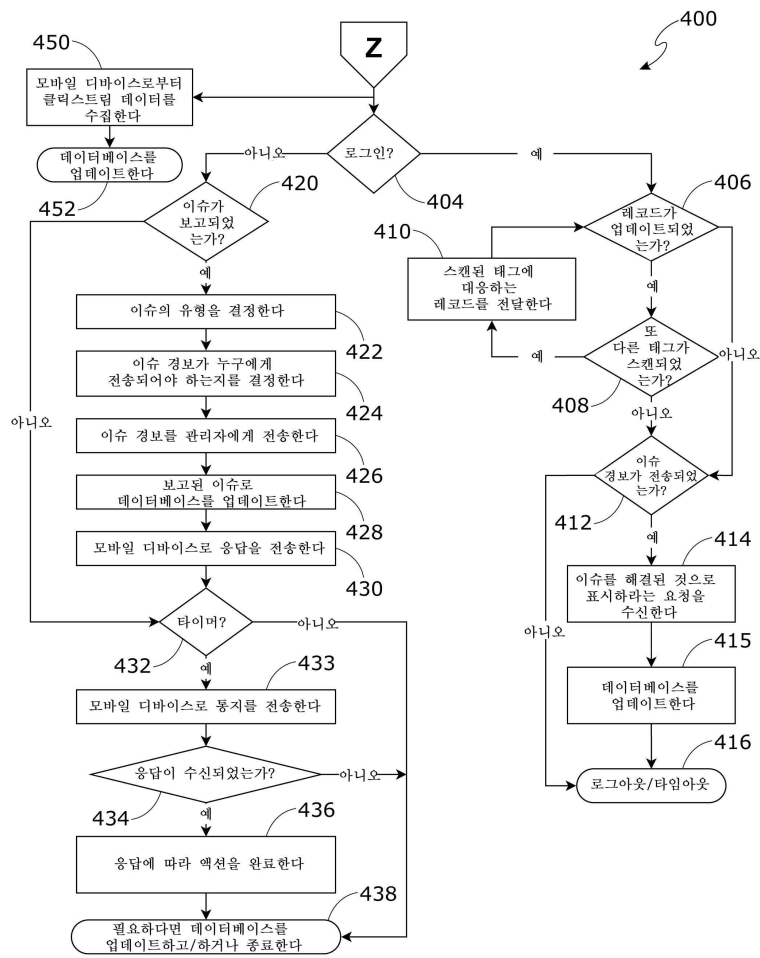 400
Z
450
모바일 디바이스로부터
클릭스트림 데이터를
수집한다
데이터베이스를
업데이트한다
452
로그인?
404
아니오
예
420
이슈가
보고되었
는가?
예
아니오
이슈의 유형을 결정한다
422
이슈 경보가 누구에게
전송되어야 하는지를 결정한다
424
이슈 경보를 관리자에게 전송한다
426
보고된 이슈로
데이터베이스를 업데이트한다
428
모바일 디바이스로 응답을 전송한다
430
타이머?
432
아니오
예
433
모바일 디바이스로 통지를 전송한다
응답이 수신되었는가?
434
아니오
예
436
응답에 따라 액션을 완료한다
438
필요하다면 데이터베이스를
업데이트하고/하거나 종료한다
406
레코드가
업데이트되었
는가?
예
아니오
410
스캔된 태그에
대응하는
레코드를 전달한다
또
다른 태그가
스캔되었
는가?
408
예
아니오
이슈
경보가 전송되었
는가?
412
예
아니오
414
이슈를 해결된 것으로
표시하라는 요청을
수신한다
415
데이터베이스를
업데이트한다
416
로그아웃/타임아웃